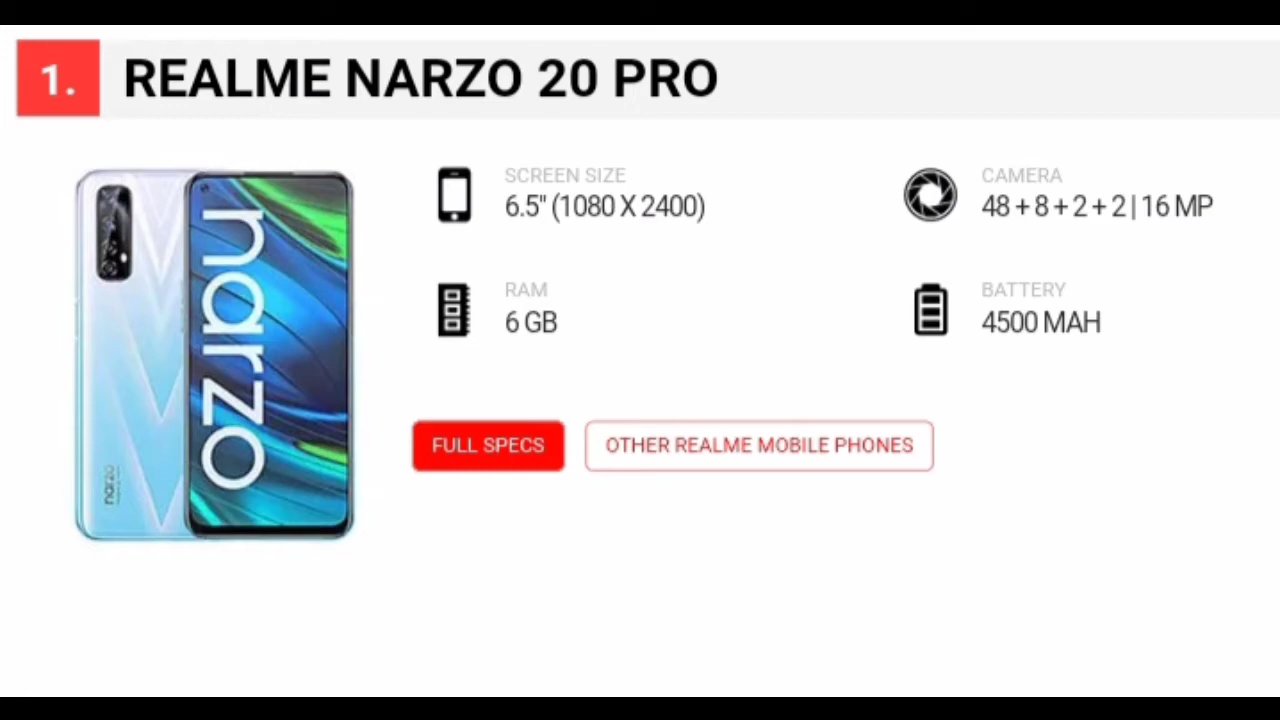 1. REALME NARZO 20 PRO
SCREEN SIZE
6.5" (1080 X 2400)
CAMERA
48 + 8 + 2 + 2 | 16 MP
RAM
6 GB
BATTERY
4500 MAH
narzo
narzo
FULL SPECS
OTHER REALME MOBILE PHONES